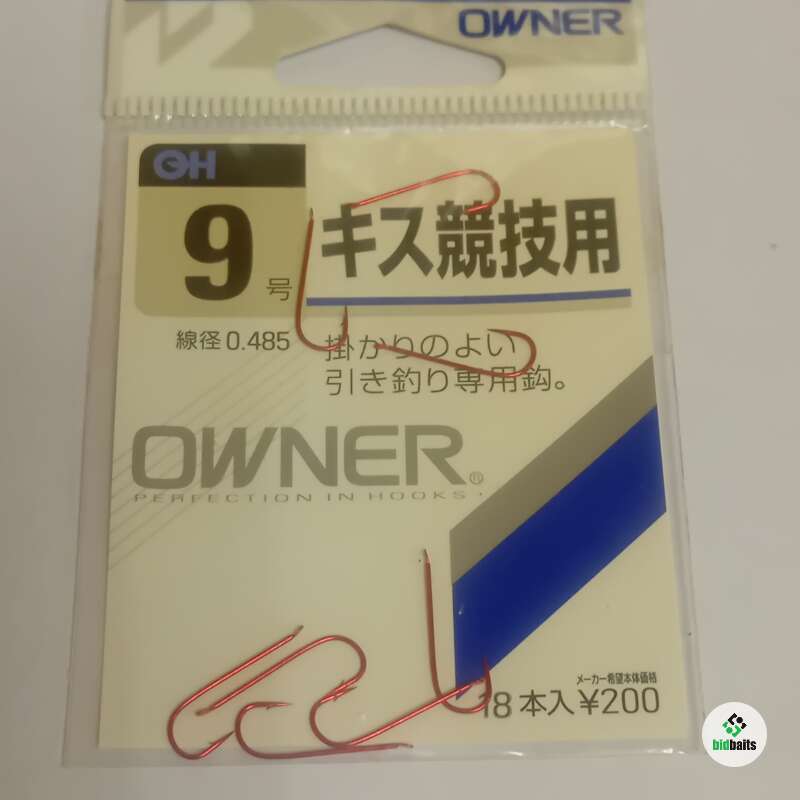 OWNER
OH
9号
キス競技用
線径 0.485
掛かりのよい
引き釣り専用鈎。
OWNER®
PERFECTION IN HOOKS.
メーカー希望本体価格
18本入 ¥200
bidbaits